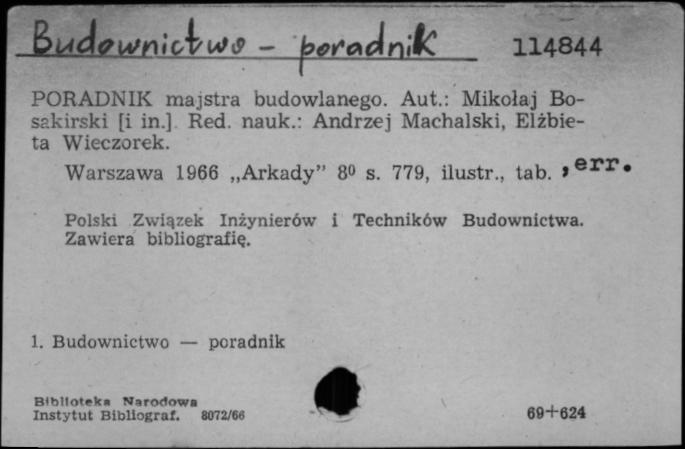 Budownictwo - poradnik 114844
PORADNIK majstra budowlanego. Aut.: Mikołaj Bo-
sakirski [i in.]. Red. nauk.: Andrzej Machalski, Elżbie-
ta Wieczorek.
Warszawa 1966 „Arkady” 8⁰ s. 779, ilustr., tab. , err.
Polski Związek Inżynierów i Techników Budownictwa.
Zawiera bibliografię.
1. Budownictwo — poradnik
Biblioteka Narodowa
Instytut Bibliograf. 8072/66 69+624